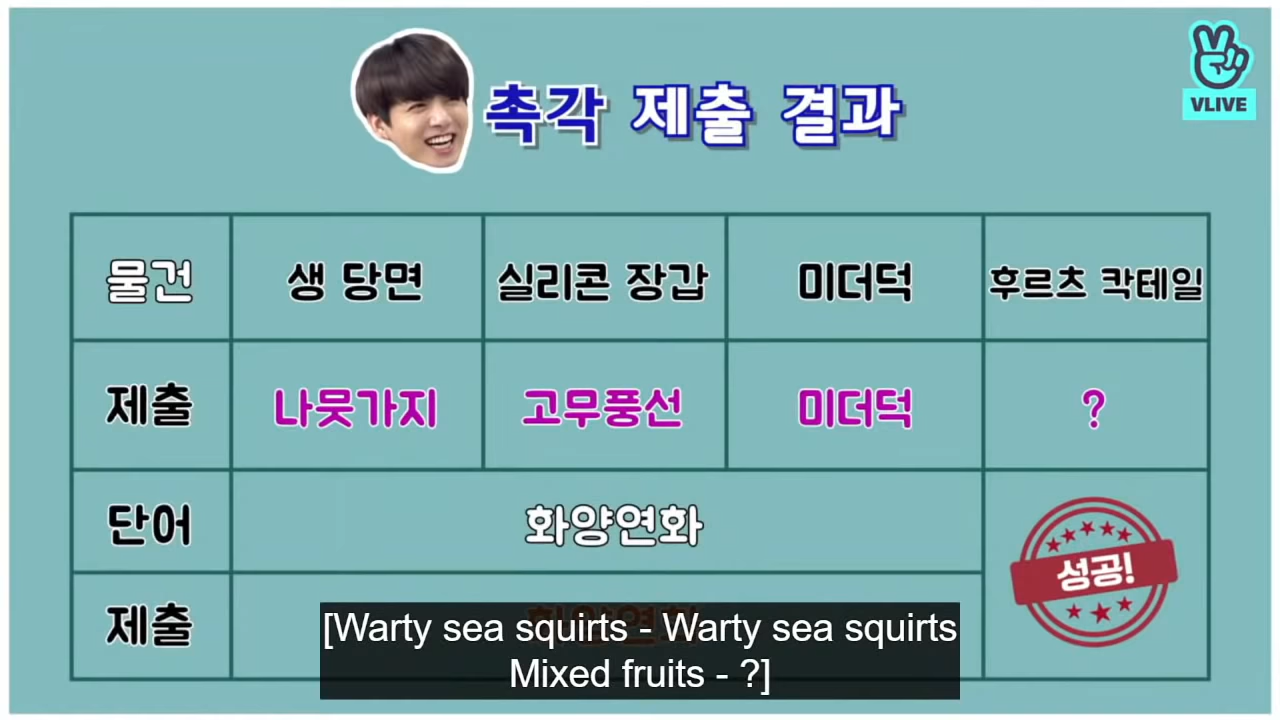 촉각 제출 결과
VLIVE
물건 생 당면 실리콘 장갑 미더덕 후르츠 칵테일
제출 나뭇가지 고무풍선 미더덕 ?
단어 화양연화
성공!
제출
[Warty sea squirts - Warty sea squirts
Mixed fruits - ?]